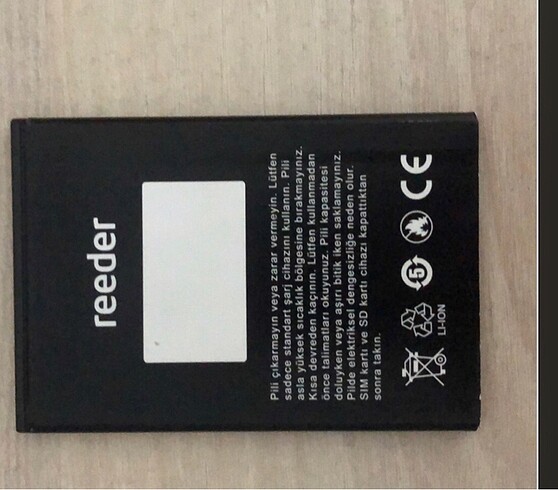 reeder
Pili çıkarmayın veya zarar vermeyin. Lütfen
sadece standart şarj cihazını kullanın. Pili
asla yüksek sıcaklık bölgesine bırakmayınız.
Kısa devreden kaçının. Lütfen kullanmadan
önce talimatları okuyunuz. Pili kapasitesi
doluyken veya aşırı bitik iken saklamayınız.
Pilde elektriksel dengesizliğe neden olur.
SIM kartı ve SD kartı cihazı kapattıktan
sonra takın.
LI-ION
5
CE